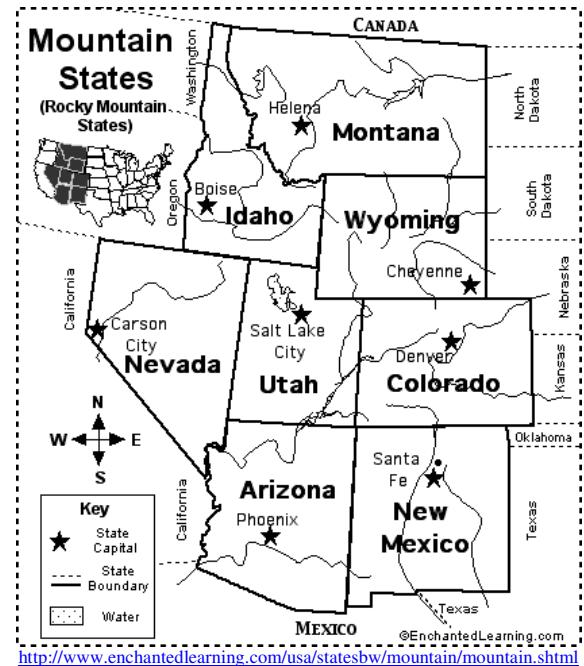 Mountain
States
(Rocky Mountain
States)
CANADA
Washington
North
Dakota
Helena
Montana
Oregon
Boise
Idaho
Wyoming
South
Dakota
Cheyenne
Nebraska
California
Carson
City
Nevada
Salt Lake
City
Utah
Denver
Colorado
Kansas
Oklahoma
N
W
E
S
California
Arizona
Phoenix
Santa
Fe
New
Mexico
Texas
Key
State
Capital
State
Boundary
Water
MEXICO
Texas
©EnchantedLearning.com
http://www.enchantedlearning.com/usa/statesbw/mountain/mountain.shtml